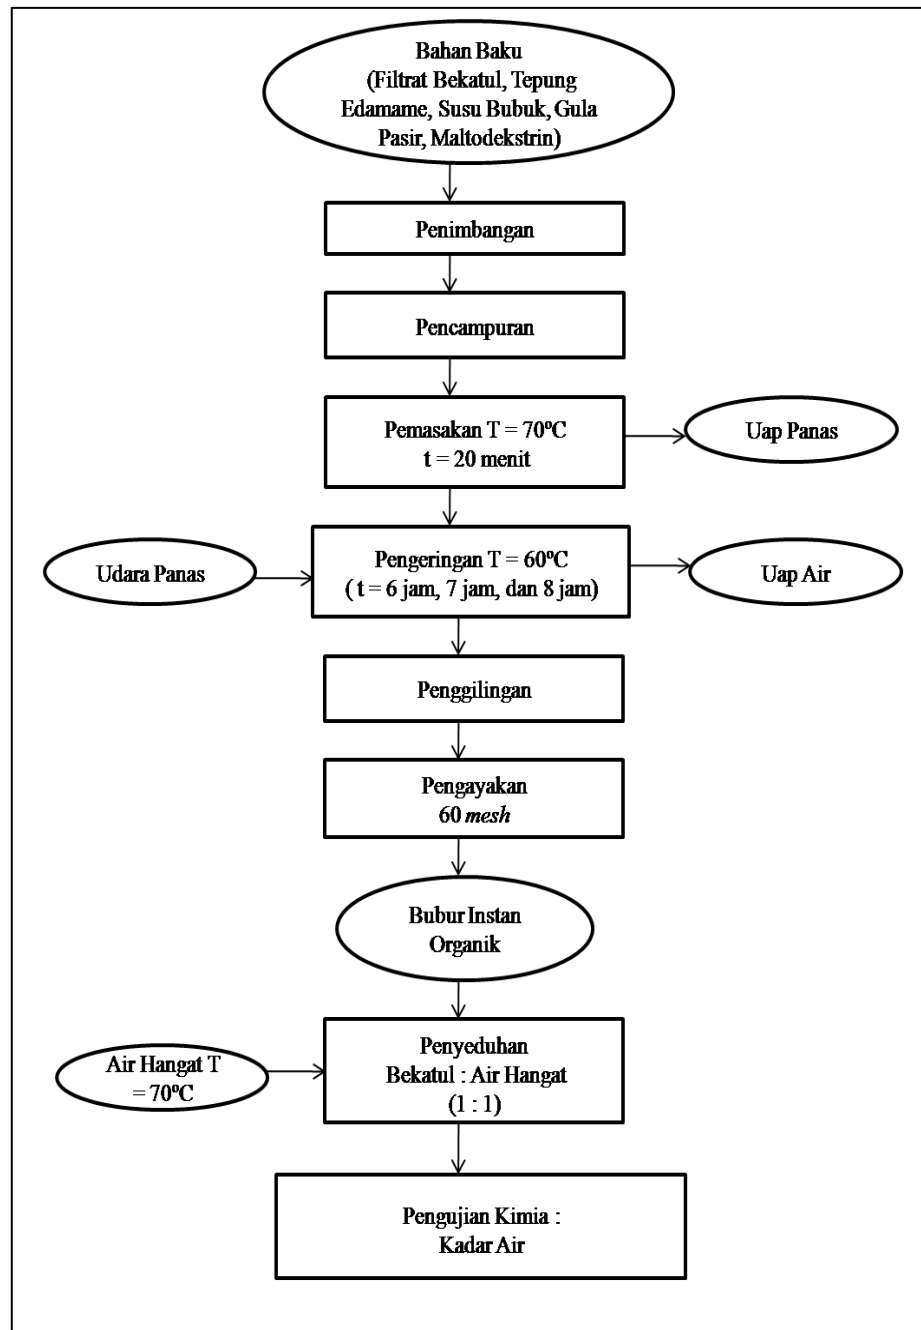 Bahan Baku
(Filtrat Bekatul, Tepung
Edamame, Susu Bubuk, Gula
Pasir, Maltodekstrin)
Penimbangan
Pencampuran
Pemasakan T = 70ºC
t = 20 menit
Uap Panas
Udara Panas
Pengeringan T = 60ºC
( t = 6 jam, 7 jam, dan 8 jam)
Uap Air
Penggilingan
Pengayakan
60 mesh
Bubur Instan
Organik
Air Hangat T
= 70ºC
Penyeduhan
Bekatul : Air Hangat
(1 : 1)
Pengujian Kimia :
Kadar Air